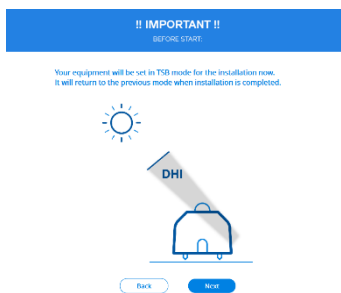 !! IMPORTANT !!
BEFORE START:
Your equipment will be set in TSB mode for the installation now.
It will return to the previous mode when installation is completed.
DHI
Back Next